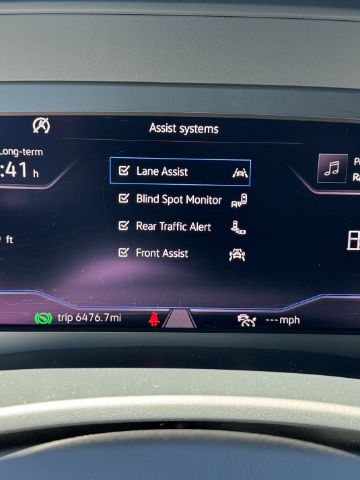 Assist systems
Long-term
:41 h
Lane Assist
Blind Spot Monitor
Rear Traffic Alert
Front Assist
ft
trip 6476.7mi
--- mph